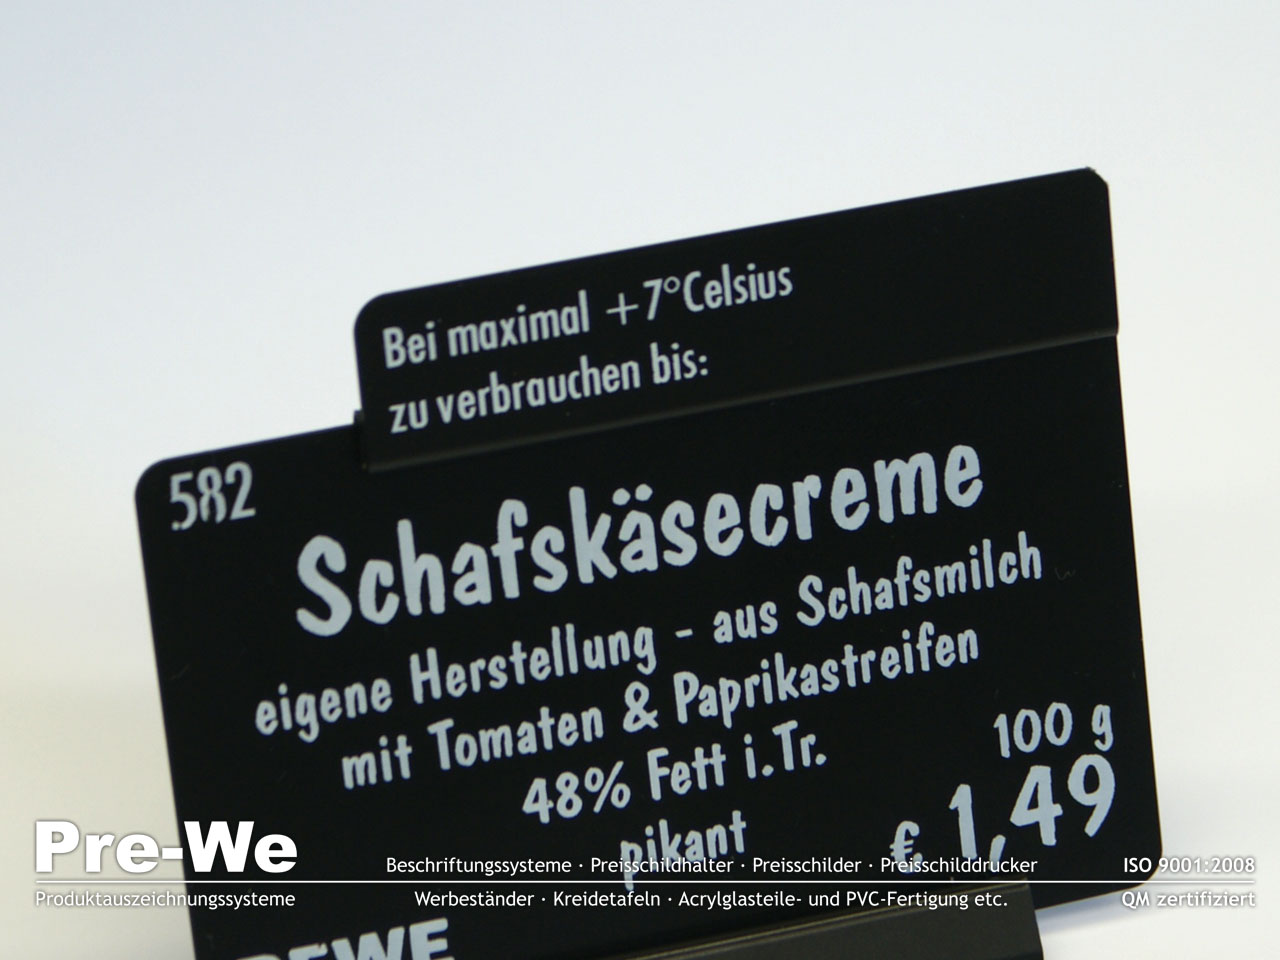 Bei maximal +7°Celsius
zu verbrauchen bis:
582
Schafskäsecreme
eigene Herstellung - aus Schafsmilch
mit Tomaten & Paprikastreifen
48% Fett i.Tr.
100 g
pikant
€ 1,49
REWE
Pre-We
Produktauszeichnungssysteme
Beschriftungssysteme · Preisschildhalter · Preisschilder · Preisschilddrucker
Werbeständer · Kreidetafeln · Acrylglasteile- und PVC-Fertigung etc.
ISO 9001:2008
QM zertifiziert